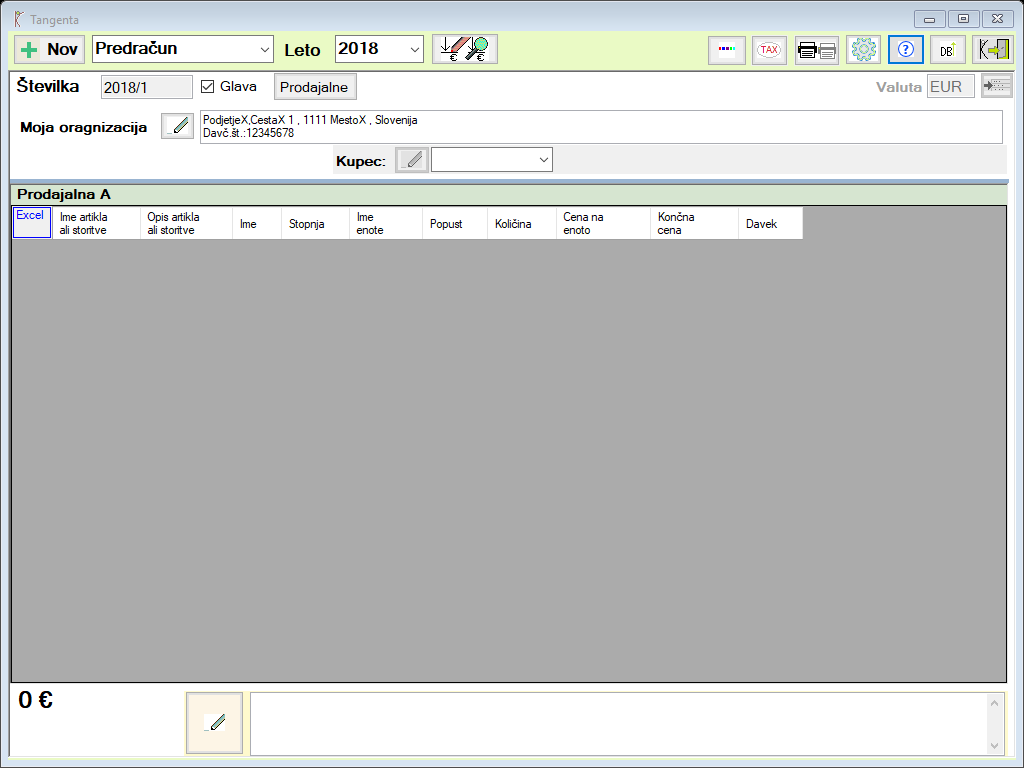 Tangenta
Nov Predračun Leto 2018 TAX DB
Številka 2018/1 Glava Prodajalne Valuta EUR
Moja oragnizacija
PodjetjeX,CestaX 1 , 1111 MestoX , Slovenija
Davč.št.:12345678
Kupec:
Prodajalna A
Excel
Ime artikla
ali storitve
Opis artikla
ali storitve
Ime
Stopnja
Ime
enote
Popust
Količina
Cena na
enoto
Končna
cena
Davek
0 €